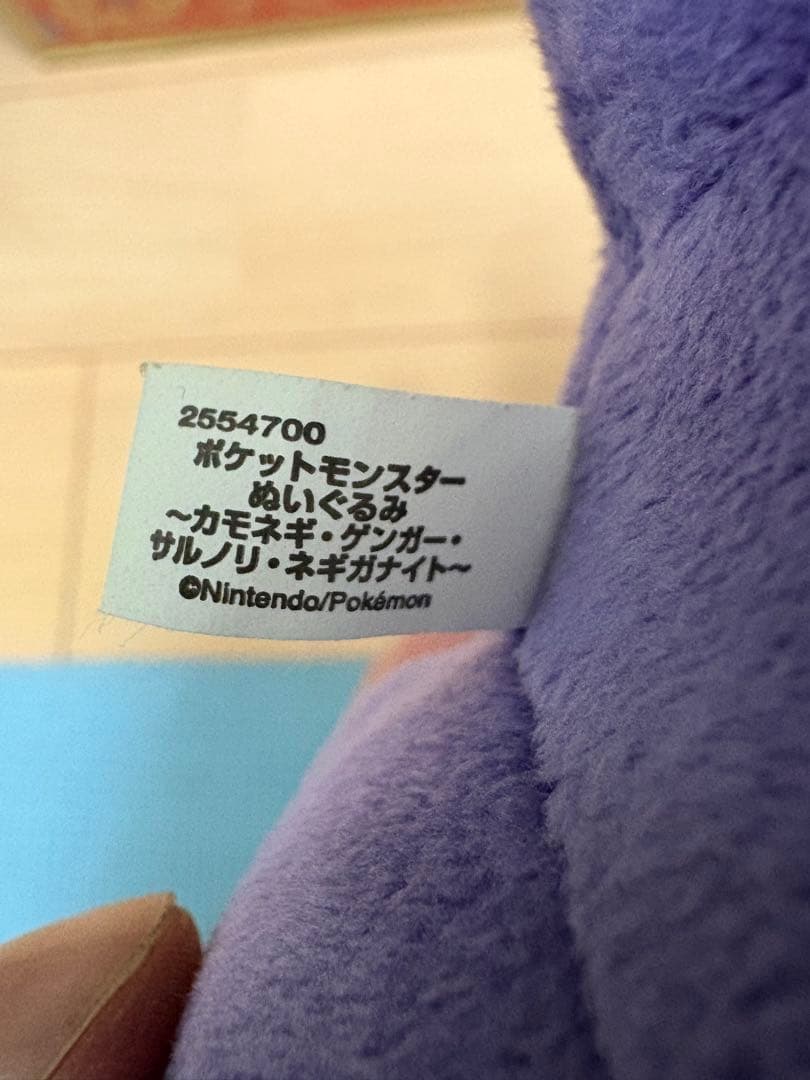 2554700
ポケットモンスター
ぬいぐるみ
～カモネギ・ゲンガー・
サルノリ・ネギガナイト～
©Nintendo/Pokémon